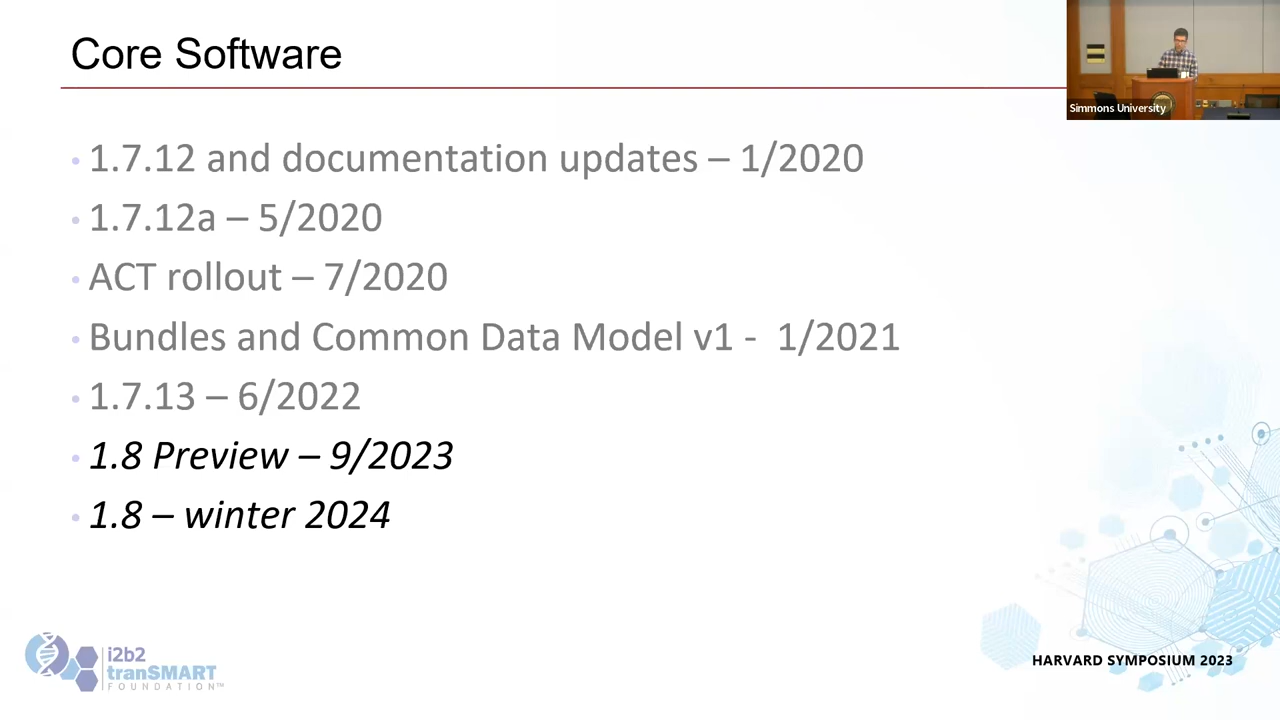 Core Software
Simmons University
• 1.7.12 and documentation updates – 1/2020
• 1.7.12a – 5/2020
• ACT rollout – 7/2020
• Bundles and Common Data Model v1 - 1/2021
• 1.7.13 – 6/2022
• 1.8 Preview – 9/2023
• 1.8 – winter 2024
i2b2
tranSMART
FOUNDATION™
HARVARD SYMPOSIUM 2023